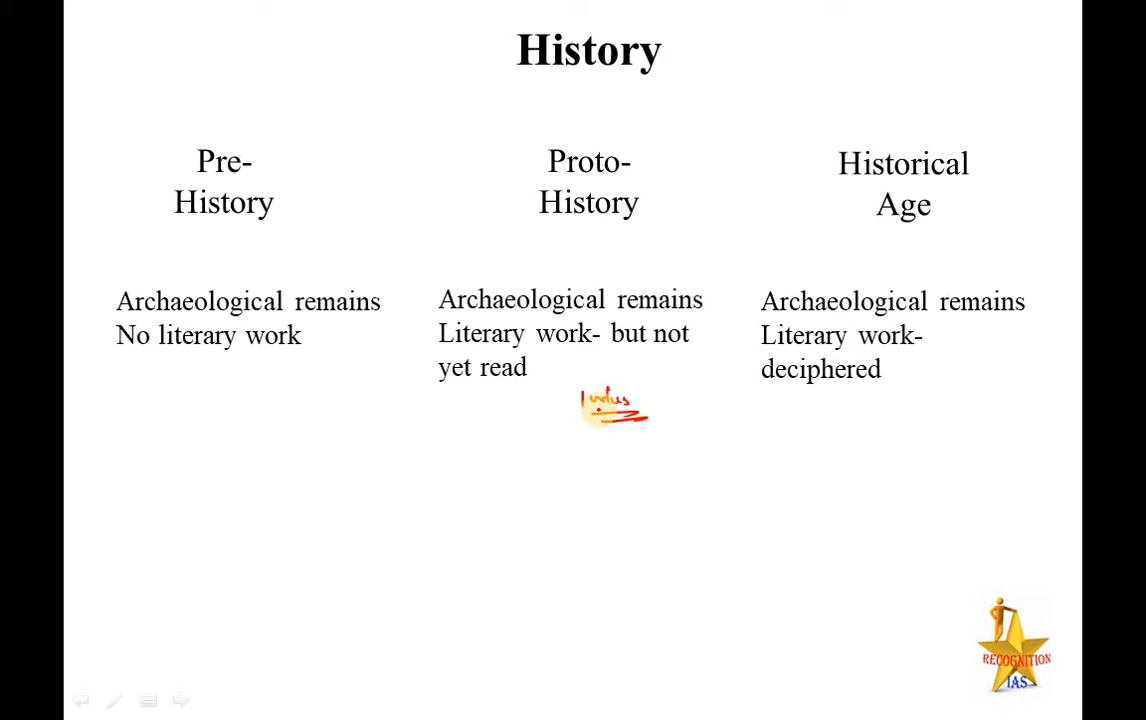 History
Pre-
History
Proto-
History
Historical
Age
Archaeological remains
No literary work
Archaeological remains
Literary work- but not
yet read
Indus
Archaeological remains
Literary work-
deciphered
RECOGNITION
IAS